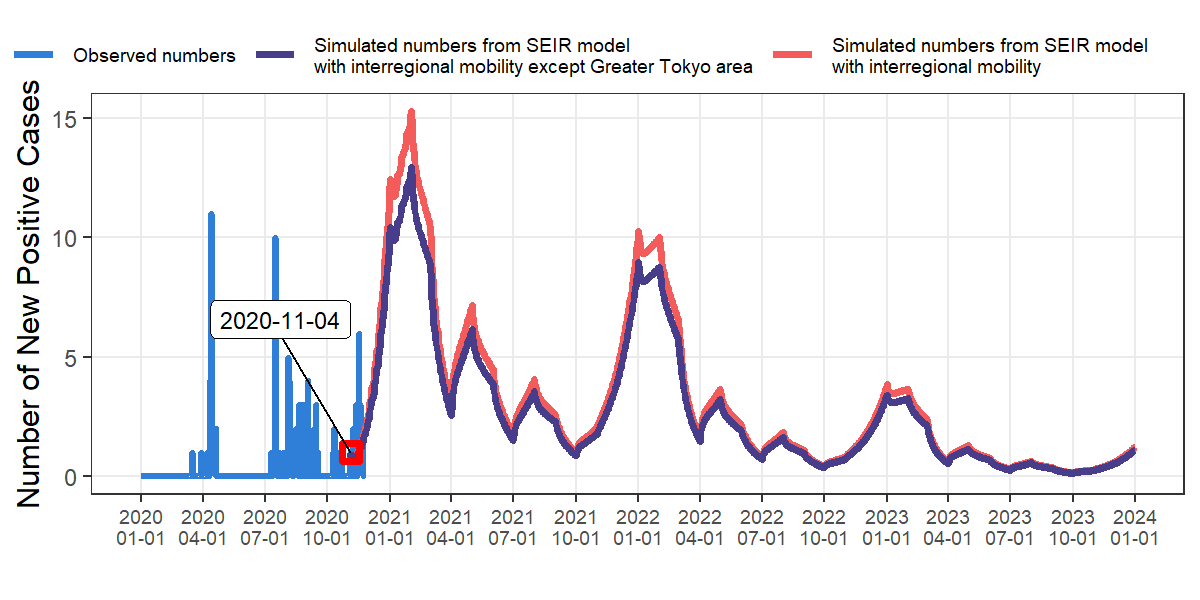 Observed numbers
Simulated numbers from SEIR model
with interregional mobility except Greater Tokyo area
Simulated numbers from SEIR model
with interregional mobility
Number of New Positive Cases
15
10
5
0
2020-11-04
2020 2020 2020 2020 2021 2021 2021 2021 2022 2022 2022 2022 2023 2023 2023 2023 2024
01-01 04-01 07-01 10-01 01-01 04-01 07-01 10-01 01-01 04-01 07-01 10-01 01-01 04-01 07-01 10-01 01-01